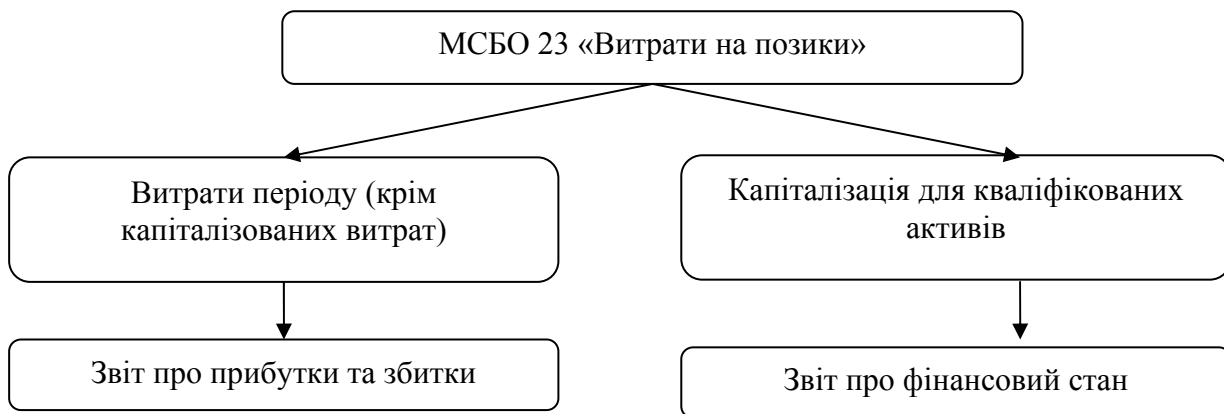 МСБО 23 «Витрати на позики»
Витрати періоду (крім
капіталізованих витрат)
Капіталізація для кваліфікованих
активів
Звіт про прибутки та збитки
Звіт про фінансовий стан